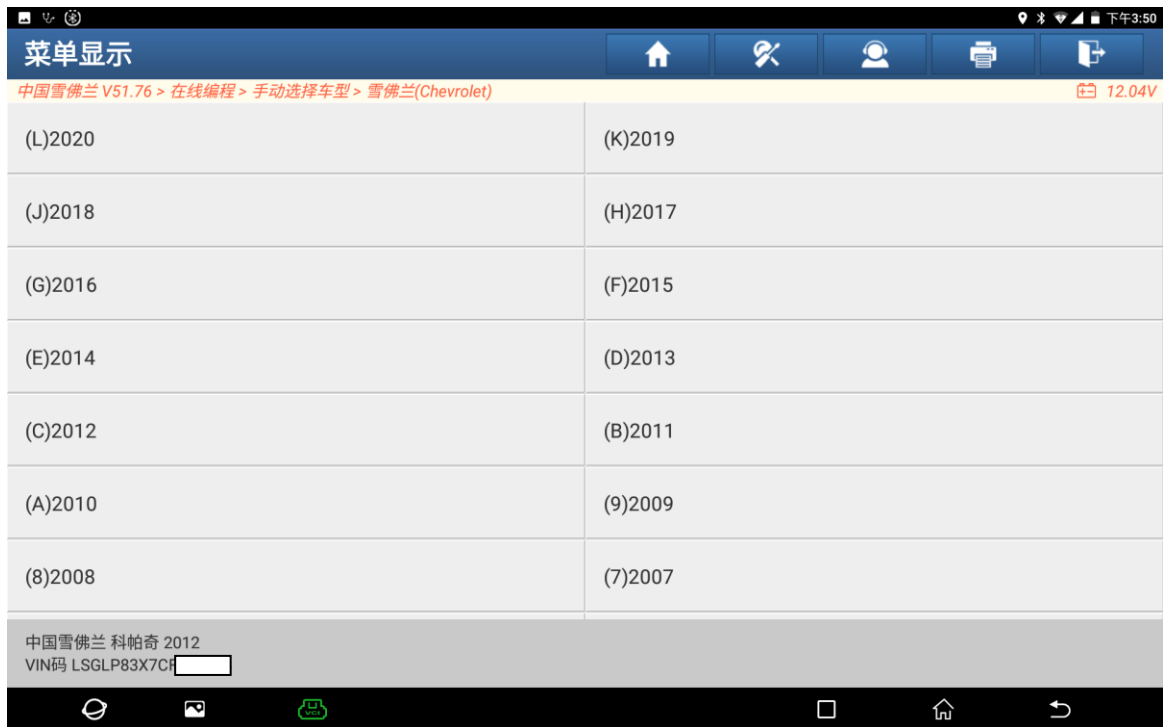 下午3:50
菜单显示
中国雪佛兰 V51.76 > 在线编程 > 手动选择车型 > 雪佛兰(Chevrolet)
12.04V
(L)2020
(K)2019
(J)2018
(H)2017
(G)2016
(F)2015
(E)2014
(D)2013
(C)2012
(B)2011
(A)2010
(9)2009
(8)2008
(7)2007
中国雪佛兰 科帕奇 2012
VIN码 LSGLP83X7C
VCI